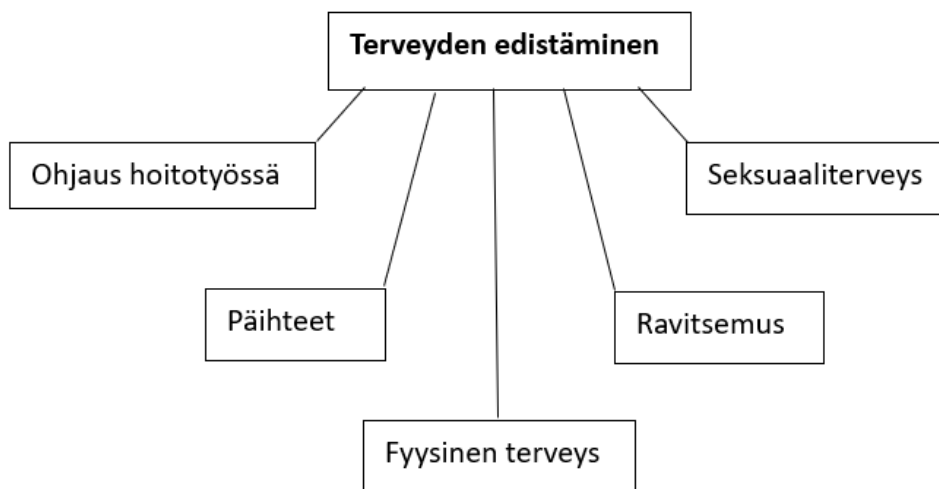 Terveyden edistäminen
Ohjaus hoitotyössä
Seksuaaliterveys
Päihteet
Ravitsemus
Fyysinen terveys